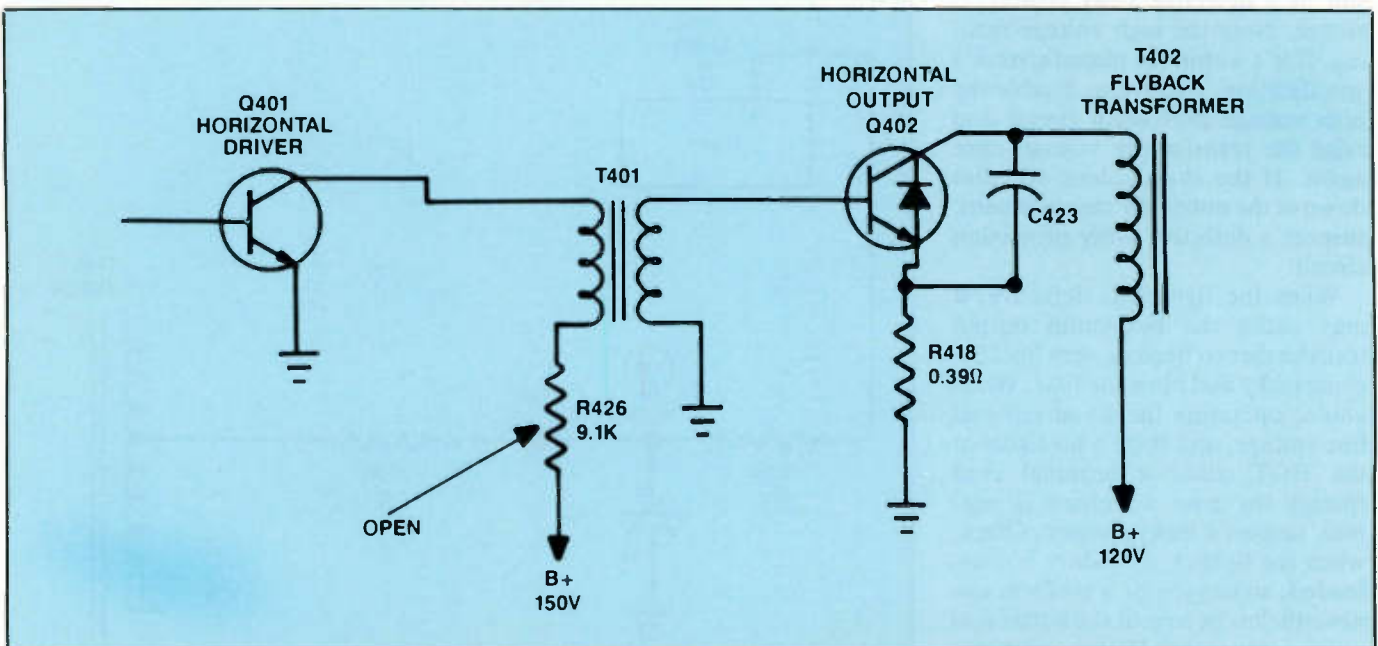 Q401
HORIZONTAL
DRIVER
T401
HORIZONTAL
OUTPUT
Q402
T402
FLYBACK
TRANSFORMER
C423
R426
9.1K
OPEN
B+
150V
R418
0.39Ω
B+
120V